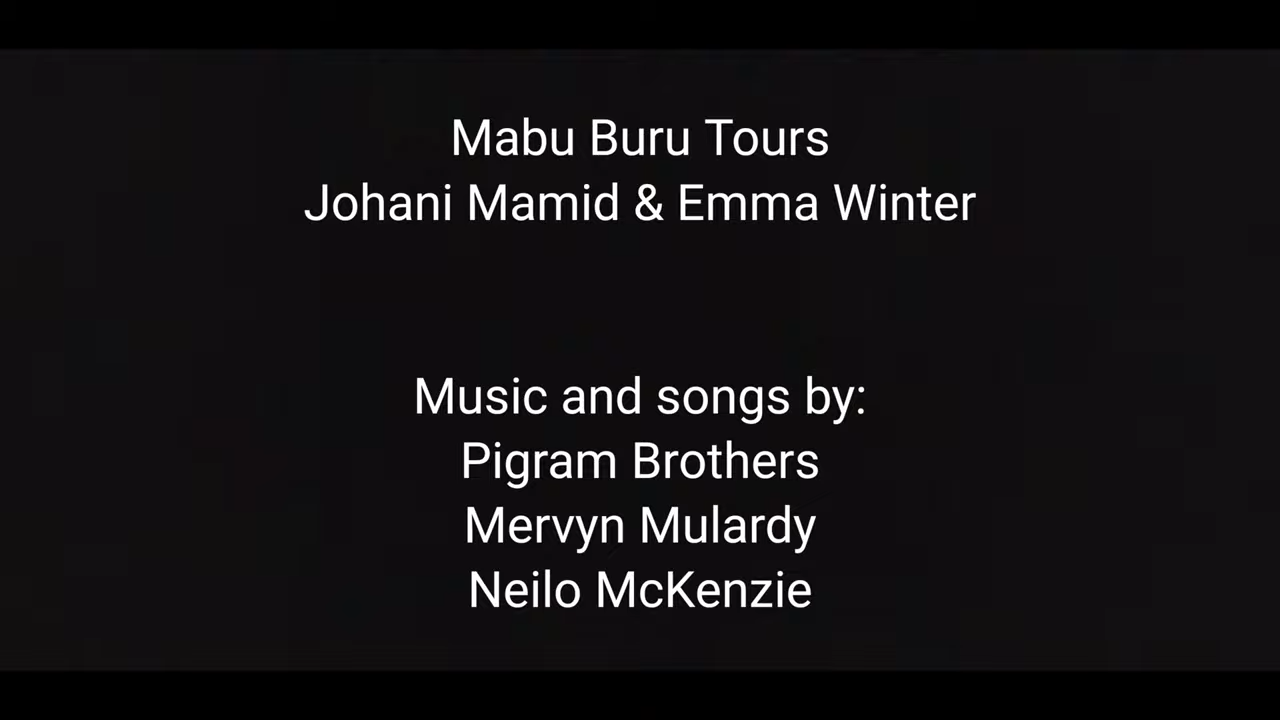 Mabu Buru Tours
Johani Mamid & Emma Winter
Music and songs by:
Pigram Brothers
Mervyn Mulardy
Neilo McKenzie